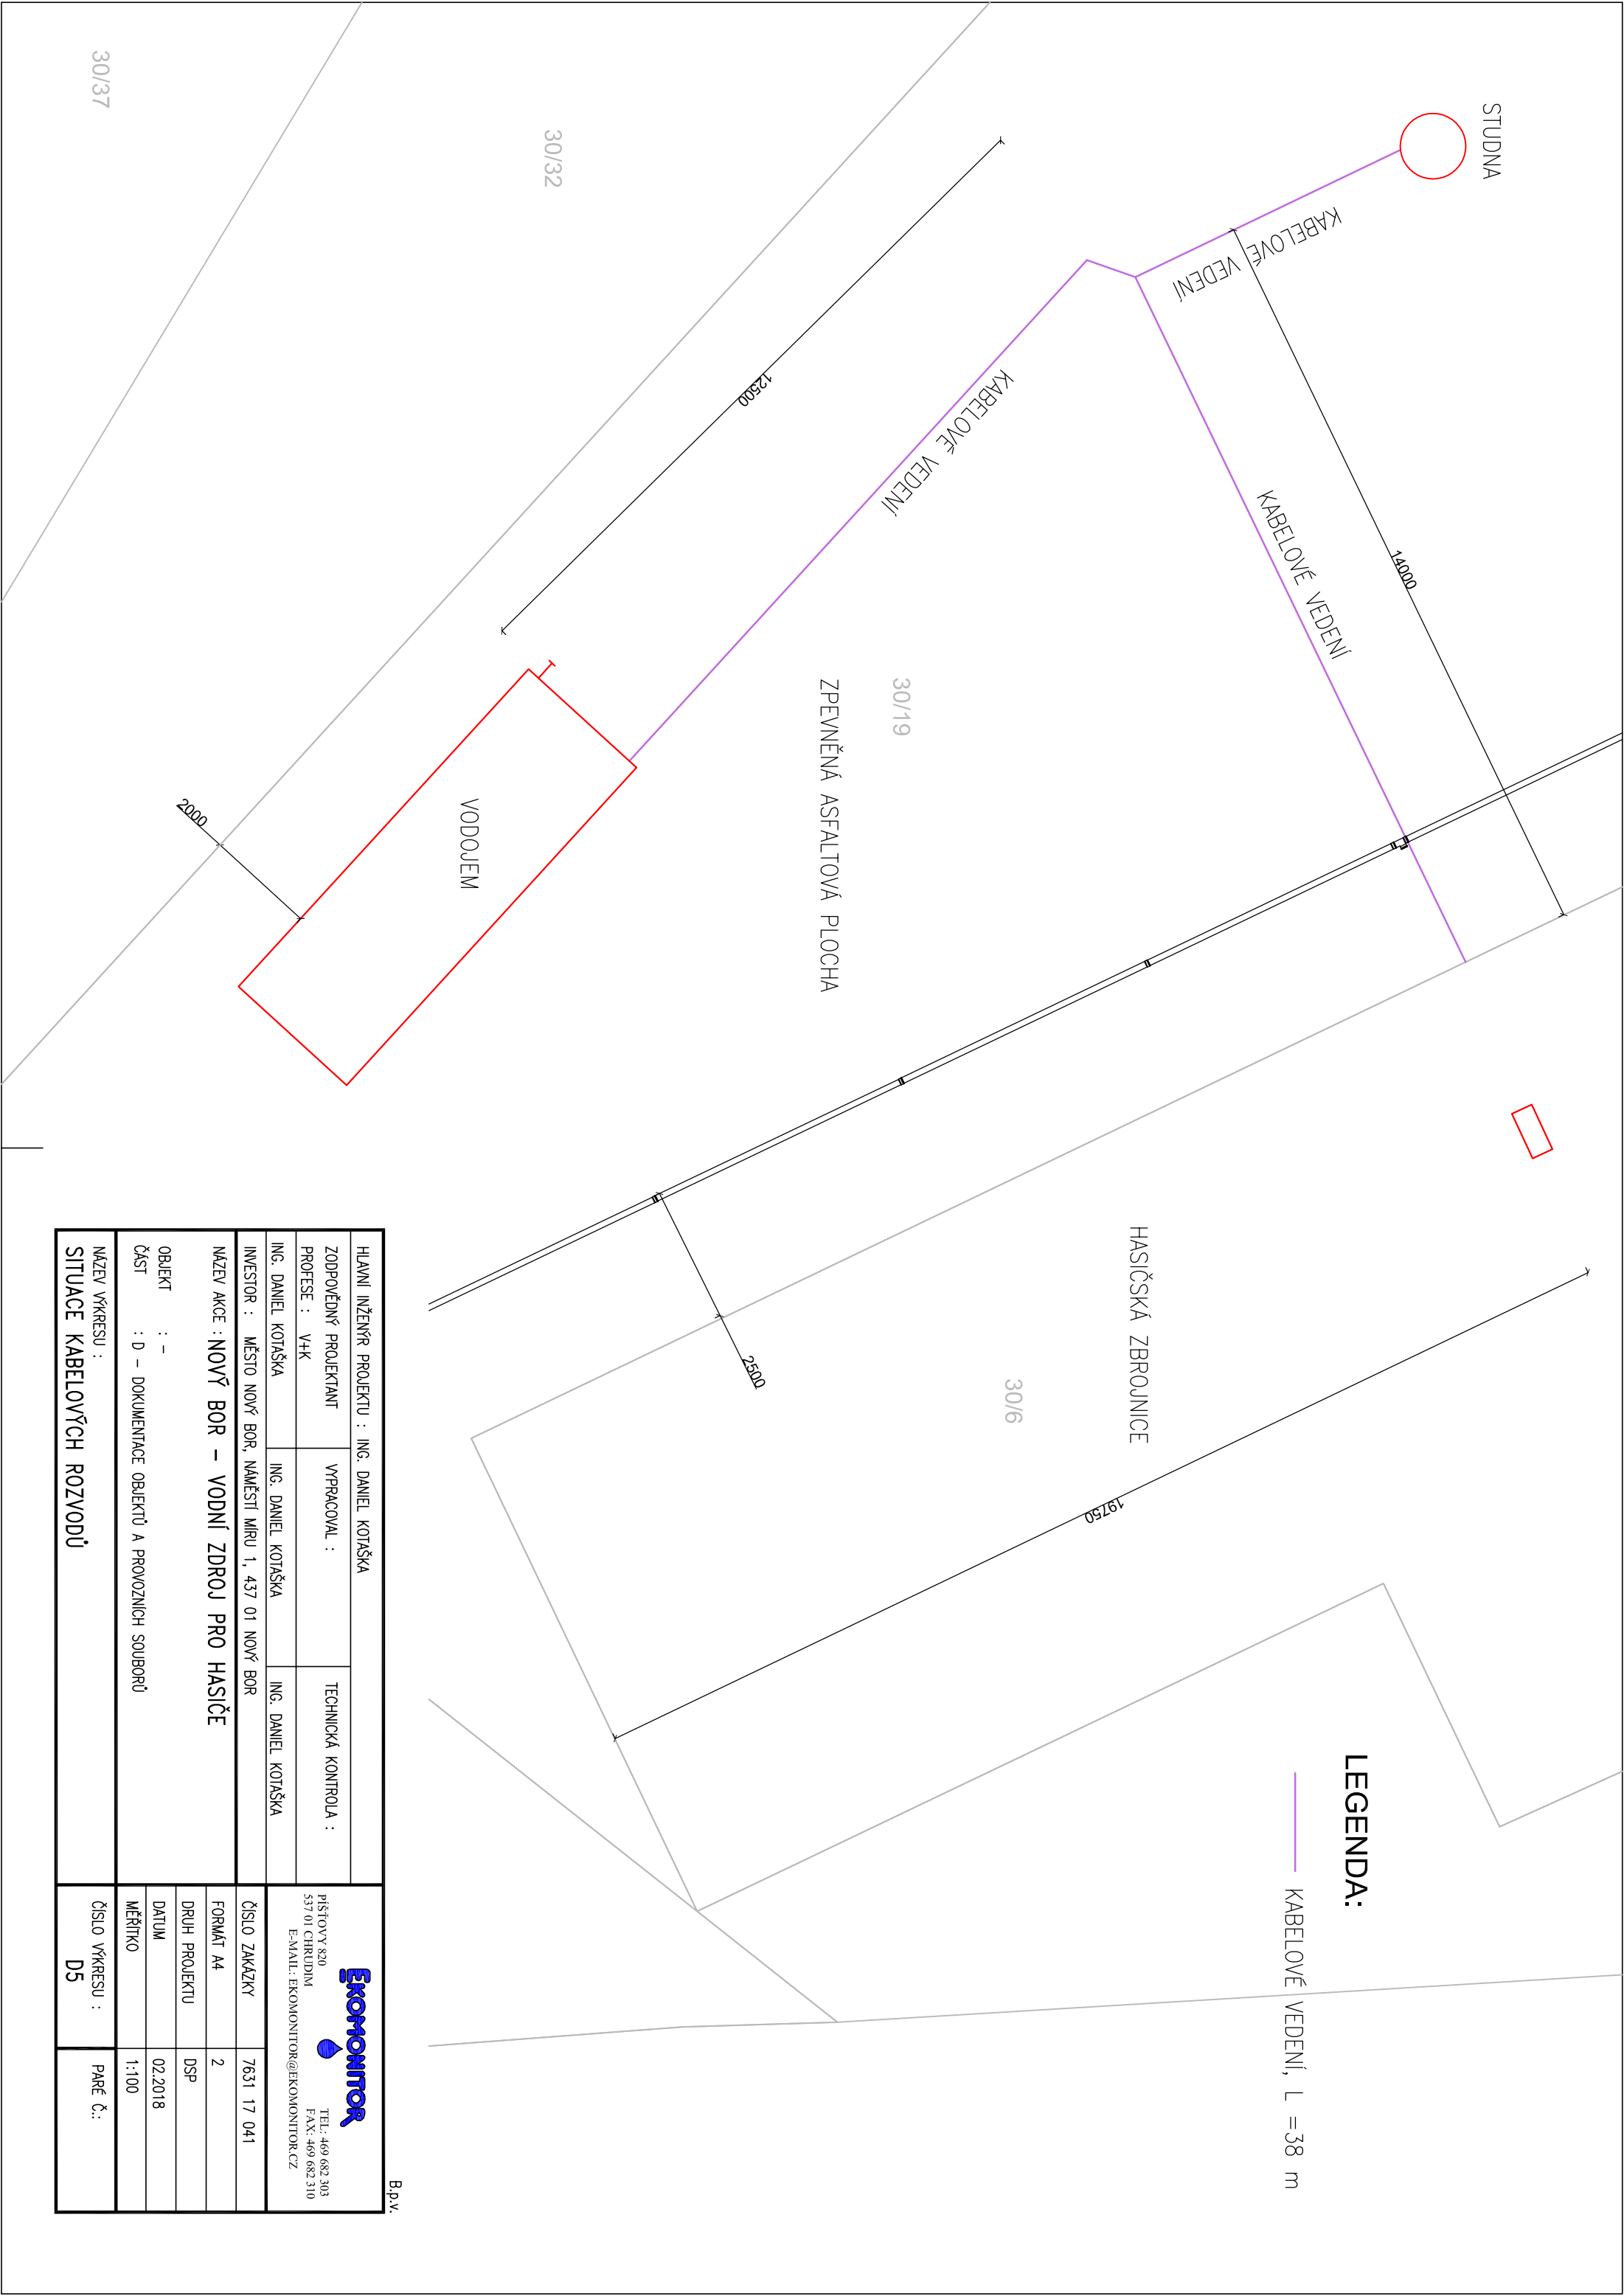 STUDNA
KABELOVÉ VEDENÍ
14000
KABELOVÉ VEDENÍ
KABELOVÉ VEDENÍ
12500
30/32
30/37
30/19
ZPEVNĚNÁ ASFALTOVÁ PLOCHA
VODOJEM
2000
HASIČSKÁ ZBROJNICE
30/6
2500
19750
LEGENDA:
KABELOVÉ VEDENÍ, L =38 m
B.p.v.
HLAVNÍ INŽENÝR PROJEKTU : ING. DANIEL KOTAŠKA
ZODPOVĚDNÝ PROJEKTANT
PROFESE : V+K
VYPRACOVAL :
TECHNICKÁ KONTROLA :
ING. DANIEL KOTAŠKA
ING. DANIEL KOTAŠKA
ING. DANIEL KOTAŠKA
INVESTOR : MĚSTO NOVÝ BOR, NÁMĚSTÍ MÍRU 1, 437 01 NOVÝ BOR
NÁZEV AKCE : NOVÝ BOR – VODNÍ ZDROJ PRO HASIČE
OBJEKT : –
ČÁST : D – DOKUMENTACE OBJEKTŮ A PROVOZNÍCH SOUBORŮ
NÁZEV VÝKRESU :
SITUACE KABELOVÝCH ROZVODŮ
EKOMONITOR
PÍŠŤOVY 820
537 01 CHRUDIM
TEL.: 469 682 303
FAX: 469 682 310
E-MAIL: EKOMONITOR@EKOMONITOR.CZ
ČÍSLO ZAKÁZKY 7631 17 041
FORMÁT A4 2
DRUH PROJEKTU DSP
DATUM 02.2018
MĚŘÍTKO 1:100
ČÍSLO VÝKRESU :
D5
PARÉ Č.: